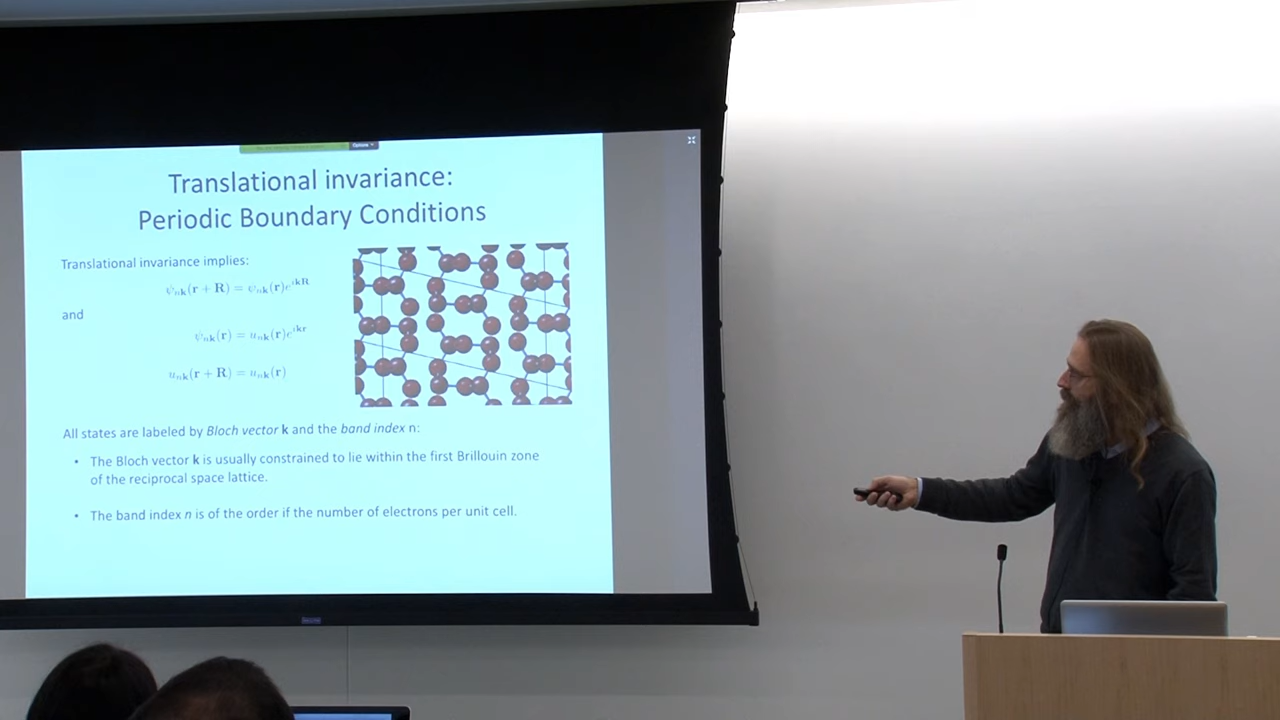 Options
Translational invariance:
Periodic Boundary Conditions
Translational invariance implies:
ψnk(r + R) = ψnk(r)e^ikR
and
ψnk(r) = unk(r)e^ikr
unk(r + R) = unk(r)
All states are labeled by Bloch vector k and the band index n:
• The Bloch vector k is usually constrained to lie within the first Brillouin zone
of the reciprocal space lattice.
• The band index n is of the order if the number of electrons per unit cell.